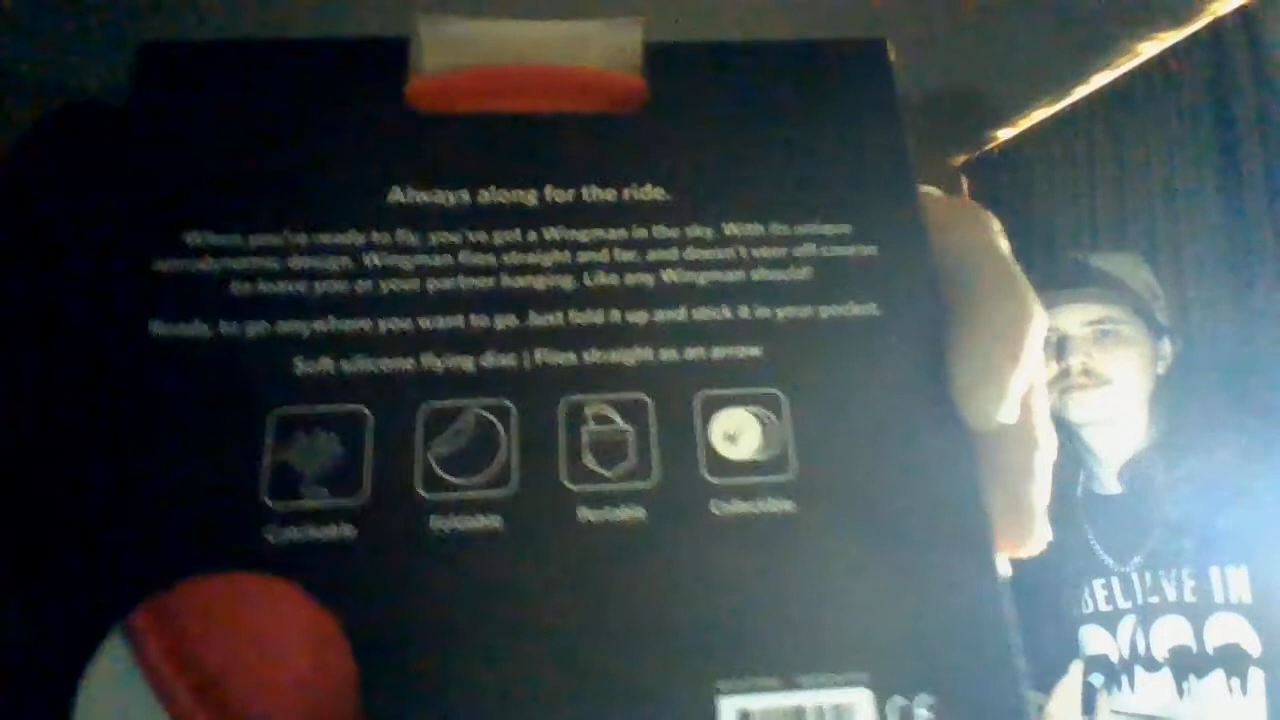 Always along for the ride.
When you're ready to fly, you've got a Wingman in the sky. With its unique
aerodynamic design, Wingman flies straight and far, and doesn't veer off course
to leave you or your partner hanging. Like any Wingman should!
Ready to go anywhere you want to go. Just fold it up and stick it in your pocket.
Soft silicone flying disc | Flies straight as an arrow
Catchable Foldable Portable Collectible
BELIEVE IN
CE